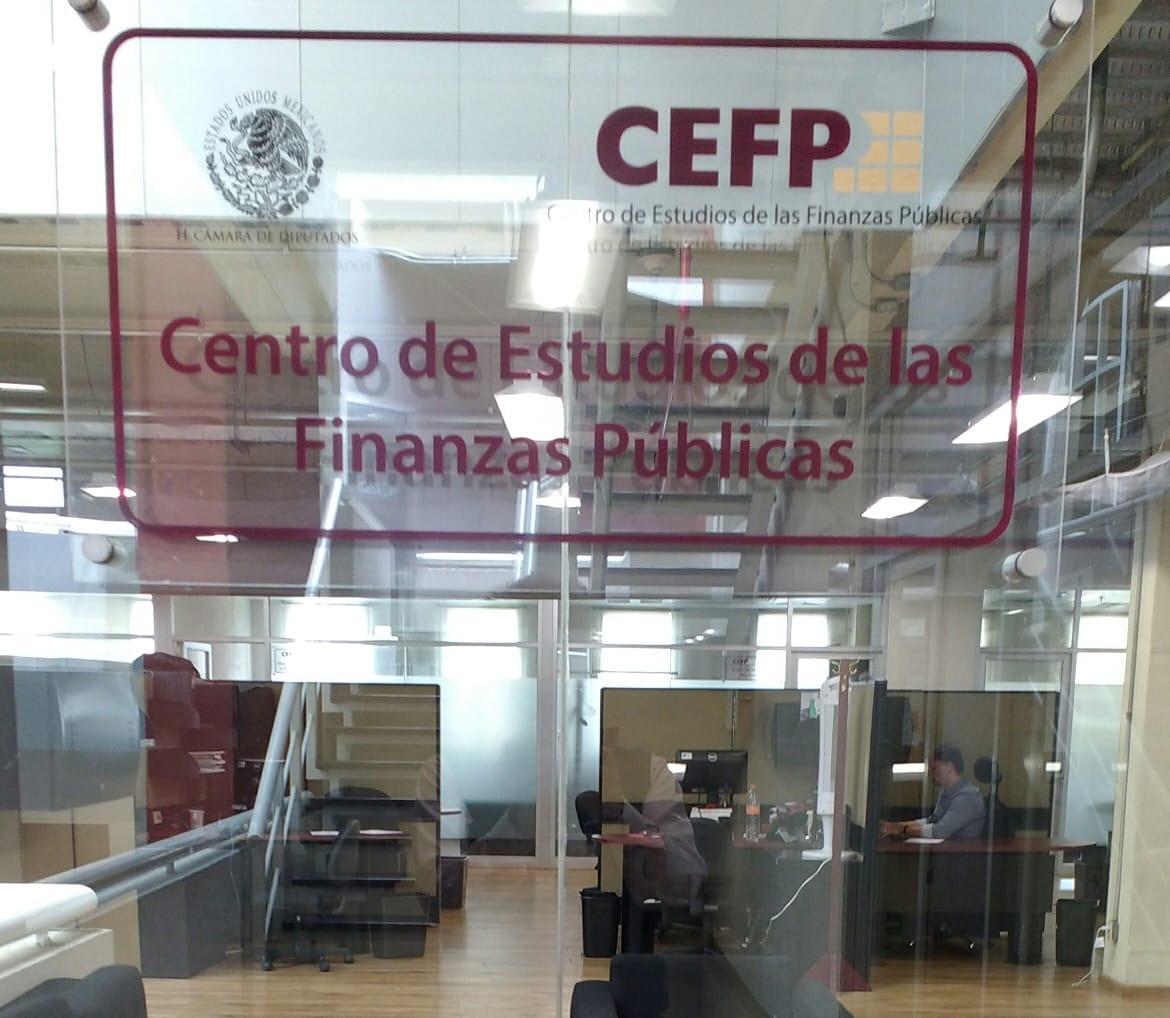 ESTADOS UNIDOS MEXICANOS
H. CÁMARA DE DIPUTADOS
CEFP
Centro de Estudios de las Finanzas Públicas
Centro de Estudios de las
Finanzas Públicas